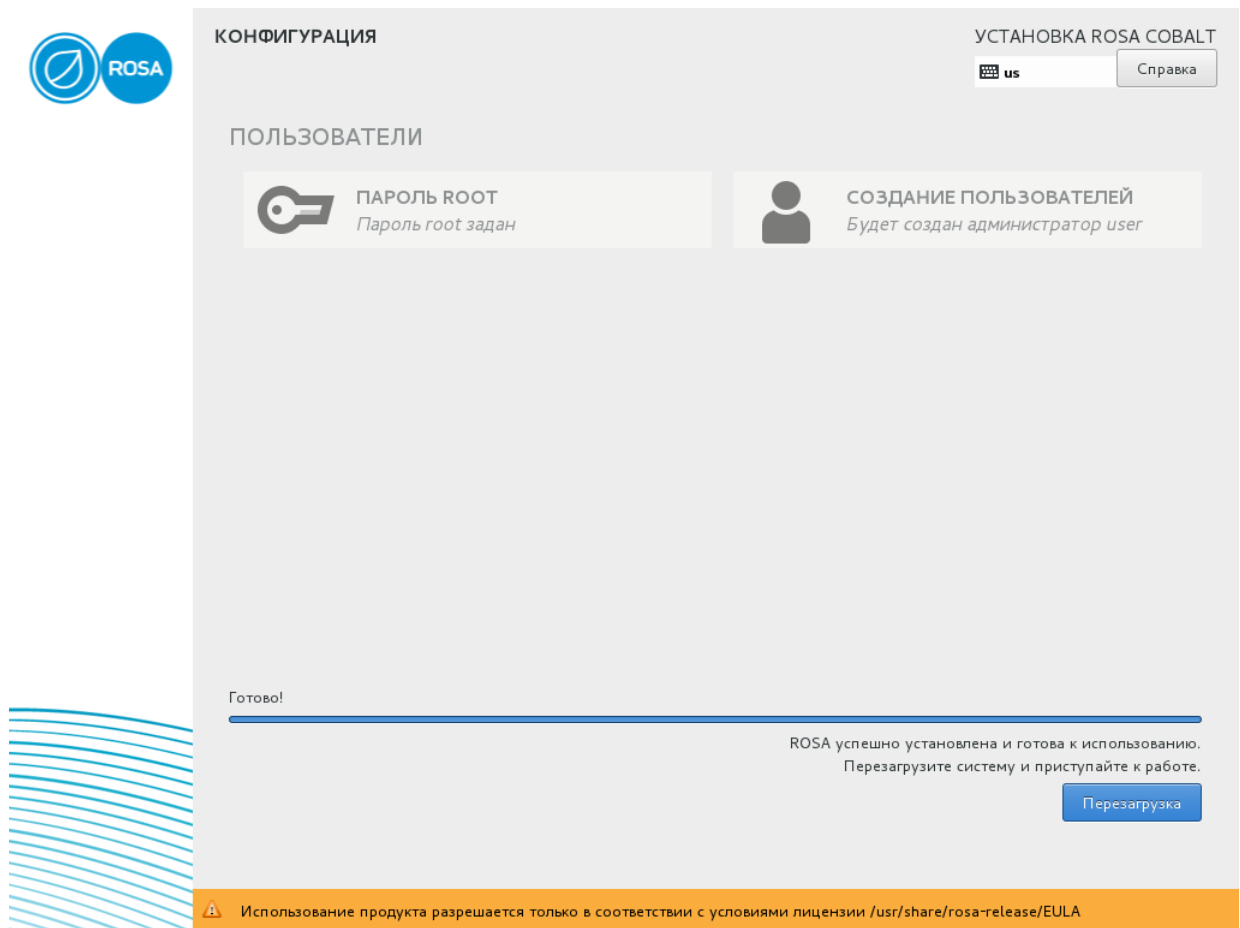 ROSA
КОНФИГУРАЦИЯ
УСТАНОВКА ROSA COBALT
us
Справка
ПОЛЬЗОВАТЕЛИ
ПАРОЛЬ ROOT
Пароль root задан
СОЗДАНИЕ ПОЛЬЗОВАТЕЛЕЙ
Будет создан администратор user
Готово!
ROSA успешно установлена и готова к использованию.
Перезагрузите систему и приступайте к работе.
Перезагрузка
Использование продукта разрешается только в соответствии с условиями лицензии /usr/share/rosa-release/EULA